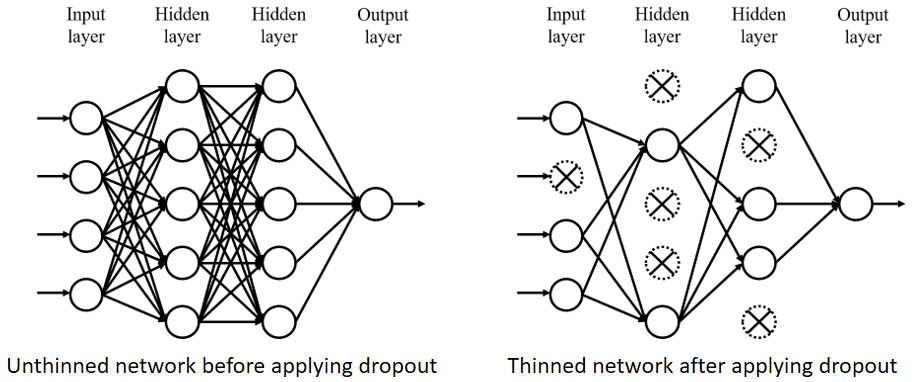 Input
layer
Hidden
layer
Hidden
layer
Output
layer
Input
layer
Hidden
layer
Hidden
layer
Output
layer
Unthinned network before applying dropout
Thinned network after applying dropout